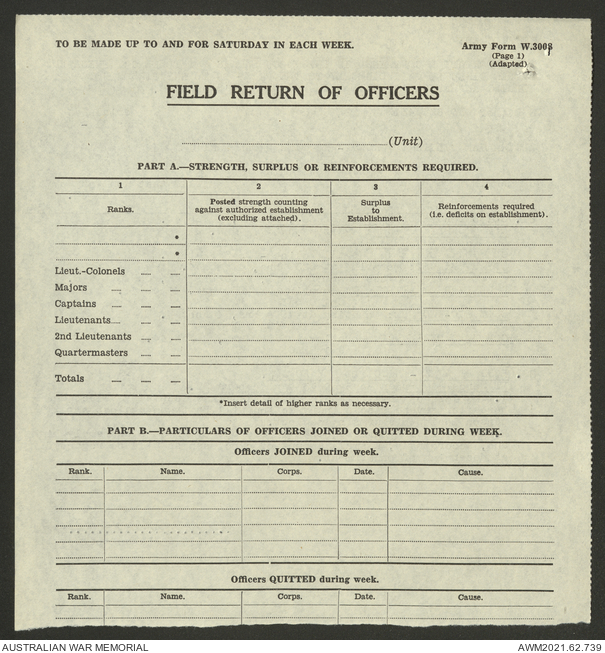 TO BE MADE UP TO AND FOR SATURDAY IN EACH WEEK.
Army Form W.3008
(Page 1)
(Adapted)
FIELD RETURN OF OFFICERS
(Unit)
PART A.—STRENGTH, SURPLUS OR REINFORCEMENTS REQUIRED.
1 2 3 4
Ranks.
Posted strength counting
against authorized establishment
(excluding attached).
Surplus
to
Establishment.
Reinforcements required
(i.e. deficits on establishment).
*
*
Lieut.-Colonels
Majors
Captains
Lieutenants
2nd Lieutenants
Quartermasters
Totals
*Insert detail of higher ranks as necessary.
PART B.—PARTICULARS OF OFFICERS JOINED OR QUITTED DURING WEEK.
Officers JOINED during week.
Rank. Name. Corps. Date. Cause.
Officers QUITTED during week.
Rank. Name. Corps. Date. Cause.
AUSTRALIAN WAR MEMORIAL
AWM2021.62.739